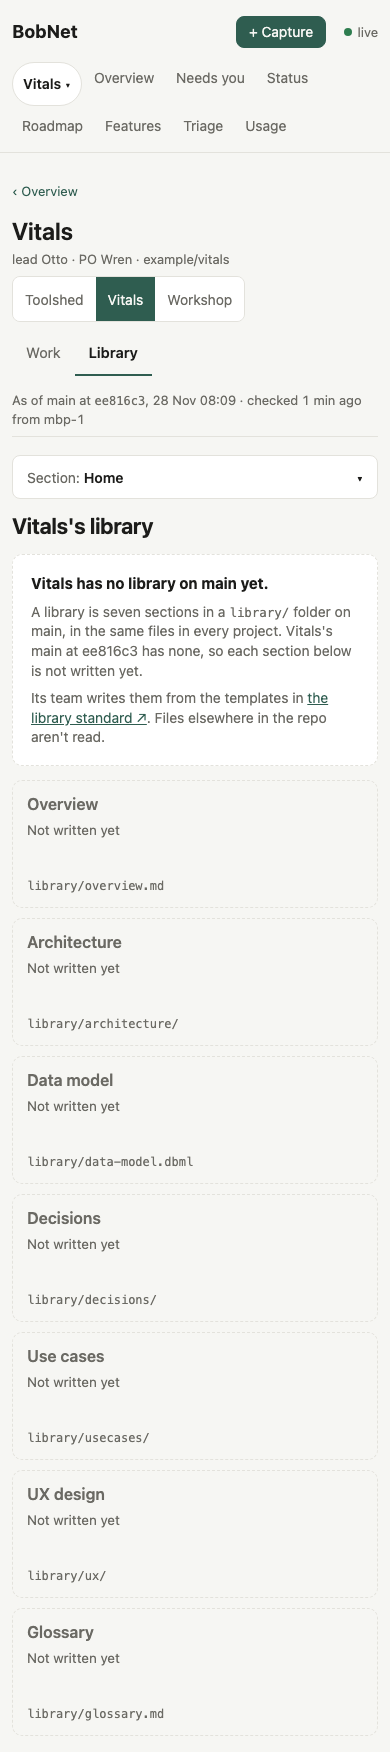 BobNet
+ Capture
live
Vitals ▾
Overview
Needs you
Status
Roadmap
Features
Triage
Usage
‹ Overview
Vitals
lead Otto · PO Wren · example/vitals
Toolshed
Vitals
Workshop
Work
Library
As of main at ee816c3, 28 Nov 08:09 · checked 1 min ago
from mbp-1
Section: Home ▾
Vitals's library
Vitals has no library on main yet.
A library is seven sections in a library/ folder on
main, in the same files in every project. Vitals's
main at ee816c3 has none, so each section below
is not written yet.
Its team writes them from the templates in the
library standard ↗. Files elsewhere in the repo
aren't read.
Overview
Not written yet
library/overview.md
Architecture
Not written yet
library/architecture/
Data model
Not written yet
library/data-model.dbml
Decisions
Not written yet
library/decisions/
Use cases
Not written yet
library/usecases/
UX design
Not written yet
library/ux/
Glossary
Not written yet
library/glossary.md